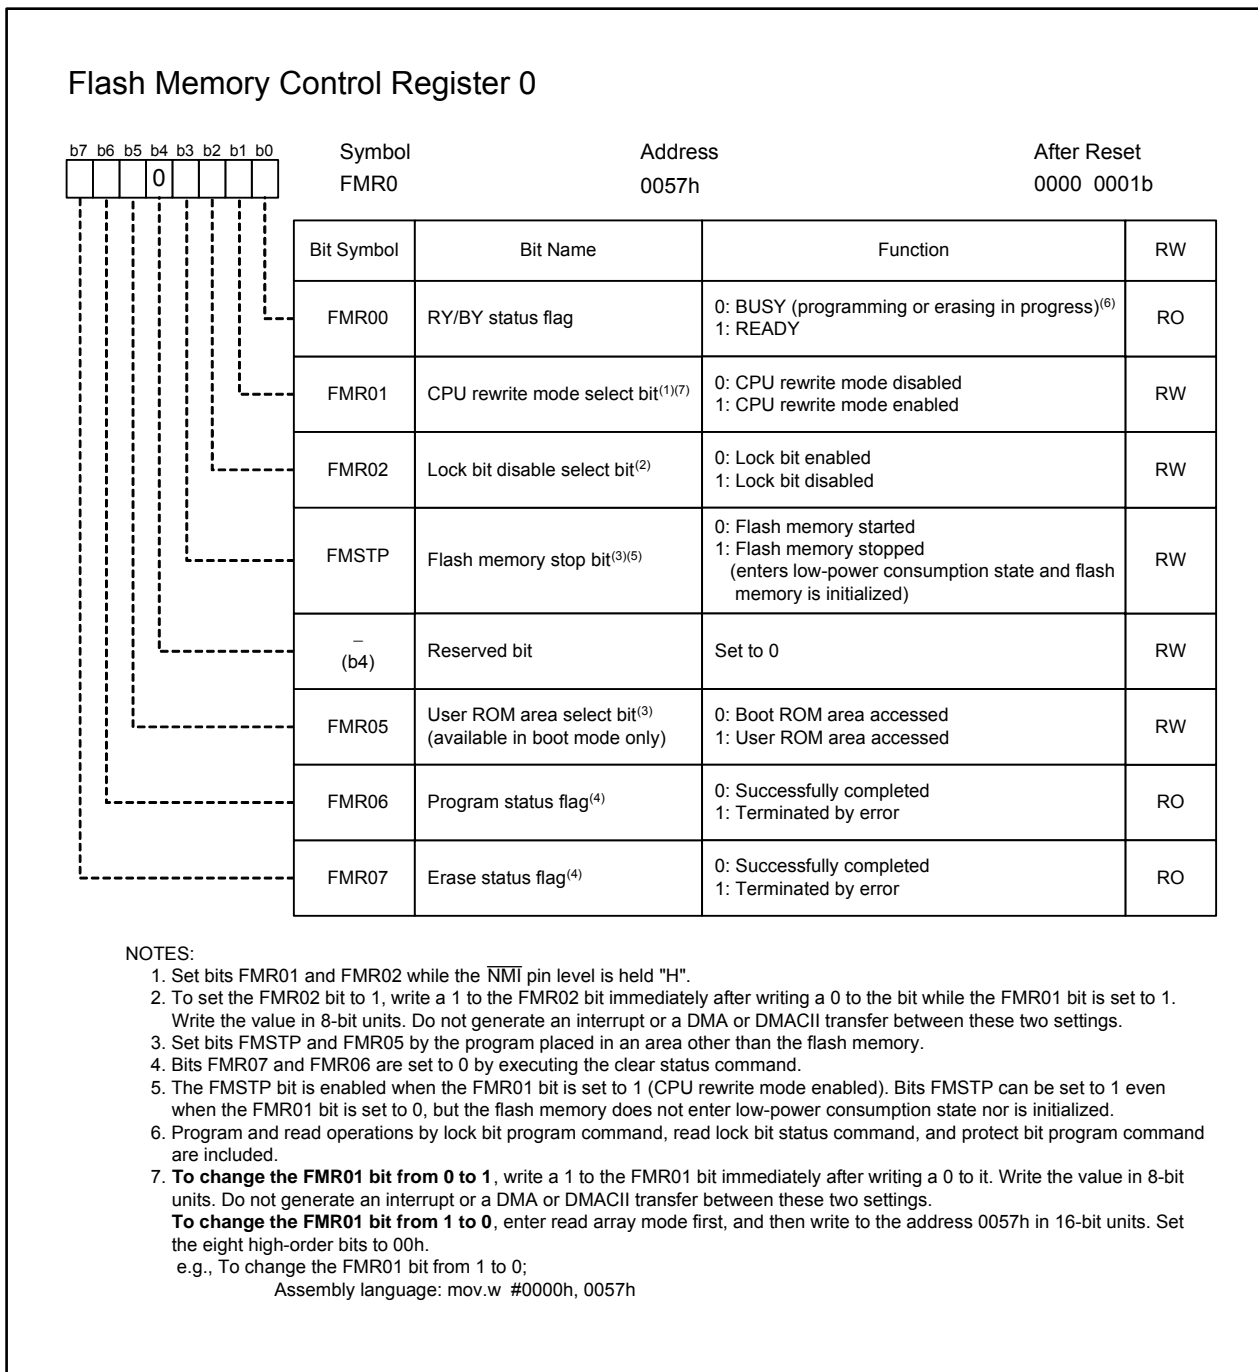 Flash Memory Control Register 0
b7 b6 b5 b4 b3 b2 b1 b0
0
Symbol Address After Reset
FMR0 0057h 0000 0001b
Bit Symbol Bit Name Function RW
FMR00 RY/BY status flag 0: BUSY (programming or erasing in progress)(6)
1: READY RO
FMR01 CPU rewrite mode select bit(1)(7) 0: CPU rewrite mode disabled
1: CPU rewrite mode enabled RW
FMR02 Lock bit disable select bit(2) 0: Lock bit enabled
1: Lock bit disabled RW
FMSTP Flash memory stop bit(3)(5) 0: Flash memory started
1: Flash memory stopped
(enters low-power consumption state and flash
memory is initialized) RW
–
(b4) Reserved bit Set to 0 RW
FMR05 User ROM area select bit(3)
(available in boot mode only) 0: Boot ROM area accessed
1: User ROM area accessed RW
FMR06 Program status flag(4) 0: Successfully completed
1: Terminated by error RO
FMR07 Erase status flag(4) 0: Successfully completed
1: Terminated by error RO
NOTES:
1. Set bits FMR01 and FMR02 while the NMI pin level is held "H".
2. To set the FMR02 bit to 1, write a 1 to the FMR02 bit immediately after writing a 0 to the bit while the FMR01 bit is set to 1.
Write the value in 8-bit units. Do not generate an interrupt or a DMA or DMACII transfer between these two settings.
3. Set bits FMSTP and FMR05 by the program placed in an area other than the flash memory.
4. Bits FMR07 and FMR06 are set to 0 by executing the clear status command.
5. The FMSTP bit is enabled when the FMR01 bit is set to 1 (CPU rewrite mode enabled). Bits FMSTP can be set to 1 even
when the FMR01 bit is set to 0, but the flash memory does not enter low-power consumption state nor is initialized.
6. Program and read operations by lock bit program command, read lock bit status command, and protect bit program command
are included.
7. To change the FMR01 bit from 0 to 1, write a 1 to the FMR01 bit immediately after writing a 0 to it. Write the value in 8-bit
units. Do not generate an interrupt or a DMA or DMACII transfer between these two settings.
To change the FMR01 bit from 1 to 0, enter read array mode first, and then write to the address 0057h in 16-bit units. Set
the eight high-order bits to 00h.
e.g., To change the FMR01 bit from 1 to 0;
Assembly language: mov.w #0000h, 0057h